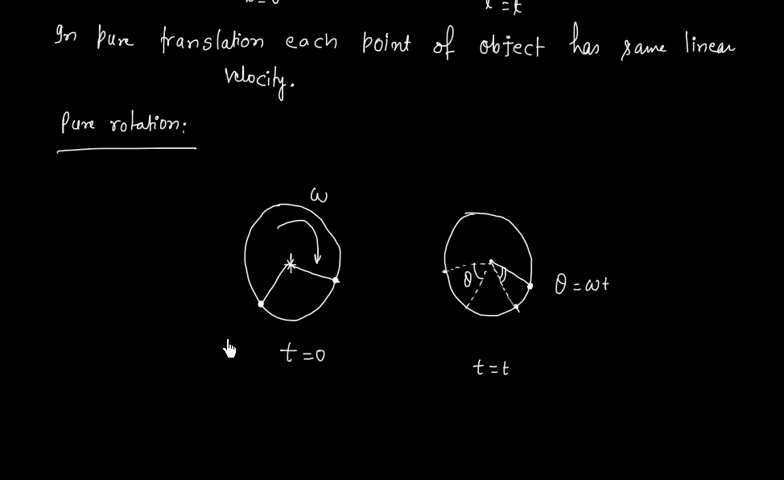 t = t
In pure translation each point of object has same linear
velocity.
Pure rotation:
ω
θ
θ = ωt
t = 0
t = t